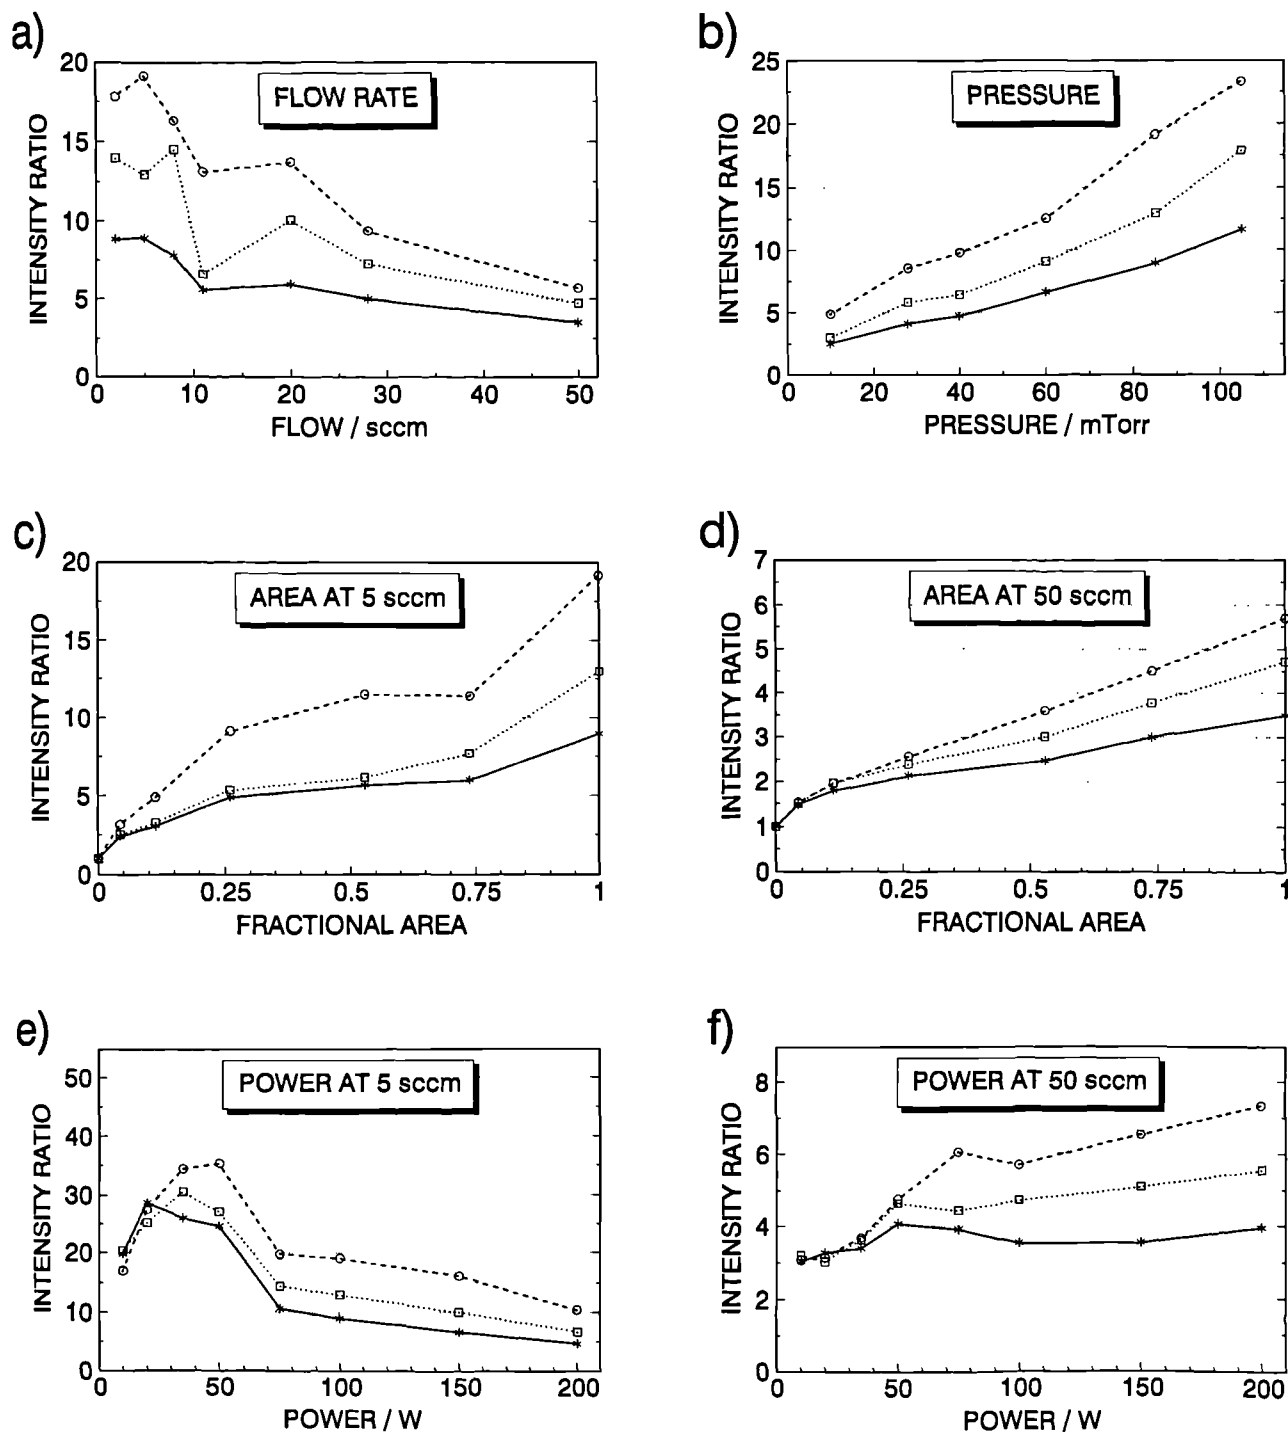 a)
FLOW RATE
INTENSITY RATIO
20
15
10
5
0
0 10 20 30 40 50
FLOW / sccm
b)
PRESSURE
INTENSITY RATIO
25
20
15
10
5
0
0 20 40 60 80 100
PRESSURE / mTorr
c)
AREA AT 5 sccm
INTENSITY RATIO
20
15
10
5
0
0 0.25 0.5 0.75 1
FRACTIONAL AREA
d)
AREA AT 50 sccm
INTENSITY RATIO
7
6
5
4
3
2
1
0
0 0.25 0.5 0.75 1
FRACTIONAL AREA
e)
POWER AT 5 sccm
INTENSITY RATIO
50
40
30
20
10
0
0 50 100 150 200
POWER / W
f)
POWER AT 50 sccm
INTENSITY RATIO
8
6
4
2
0
0 50 100 150 200
POWER / W